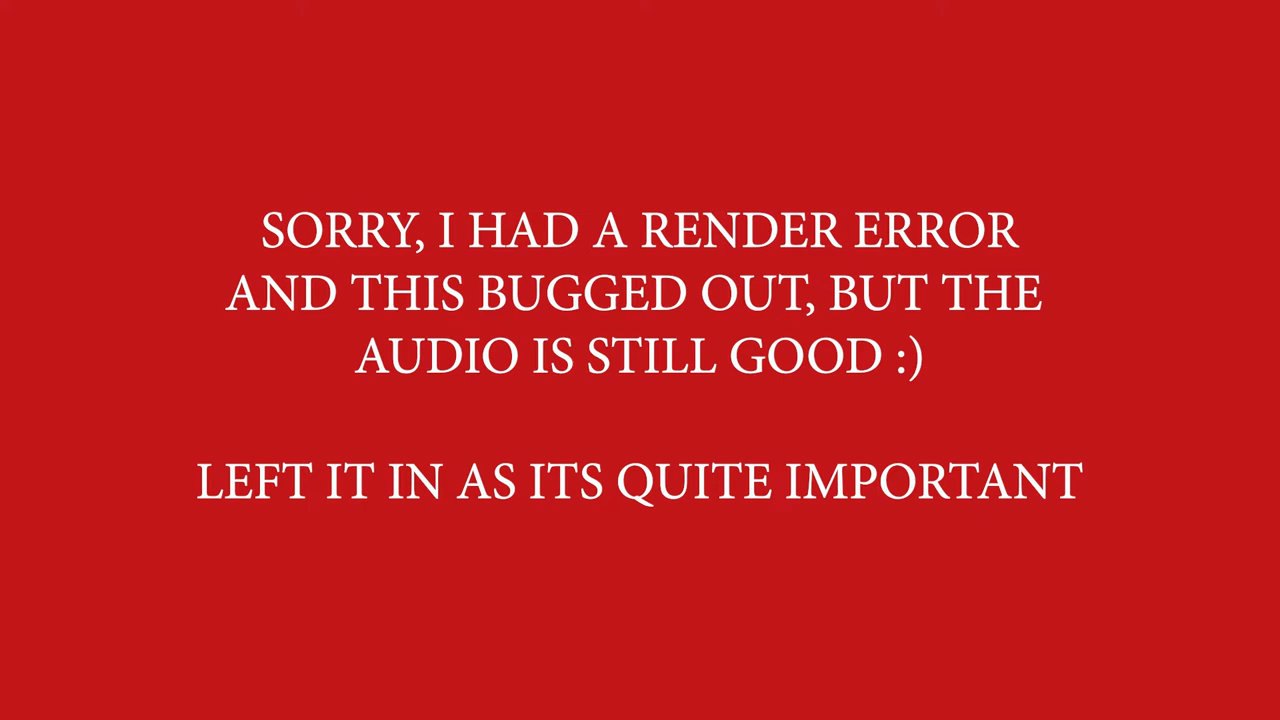 SORRY, I HAD A RENDER ERROR
AND THIS BUGGED OUT, BUT THE
AUDIO IS STILL GOOD :)
LEFT IT IN AS ITS QUITE IMPORTANT